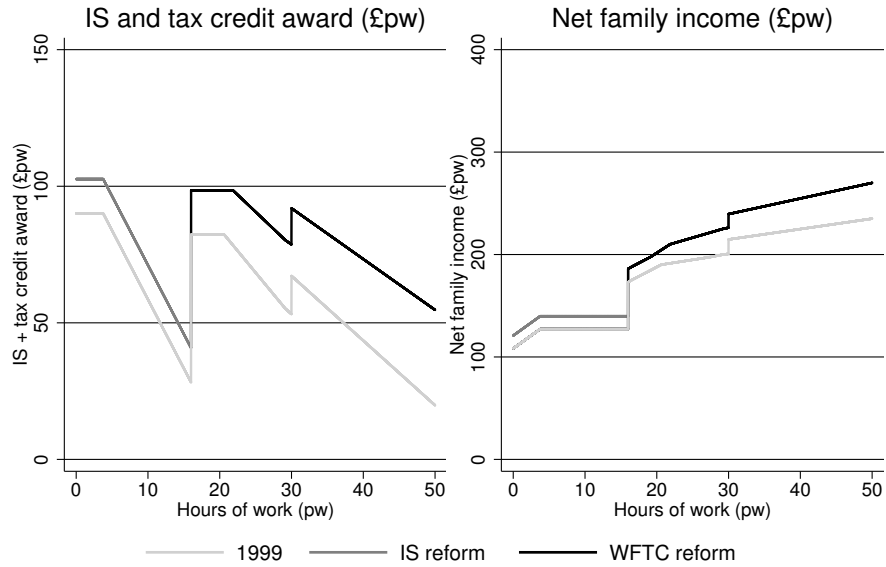 IS and tax credit award (£pw)
IS + tax credit award (£pw)
150
100
50
0
0 10 20 30 40 50
Hours of work (pw)
Net family income (£pw)
Net family income (£pw)
400
300
200
100
0
0 10 20 30 40 50
Hours of work (pw)
1999 IS reform WFTC reform